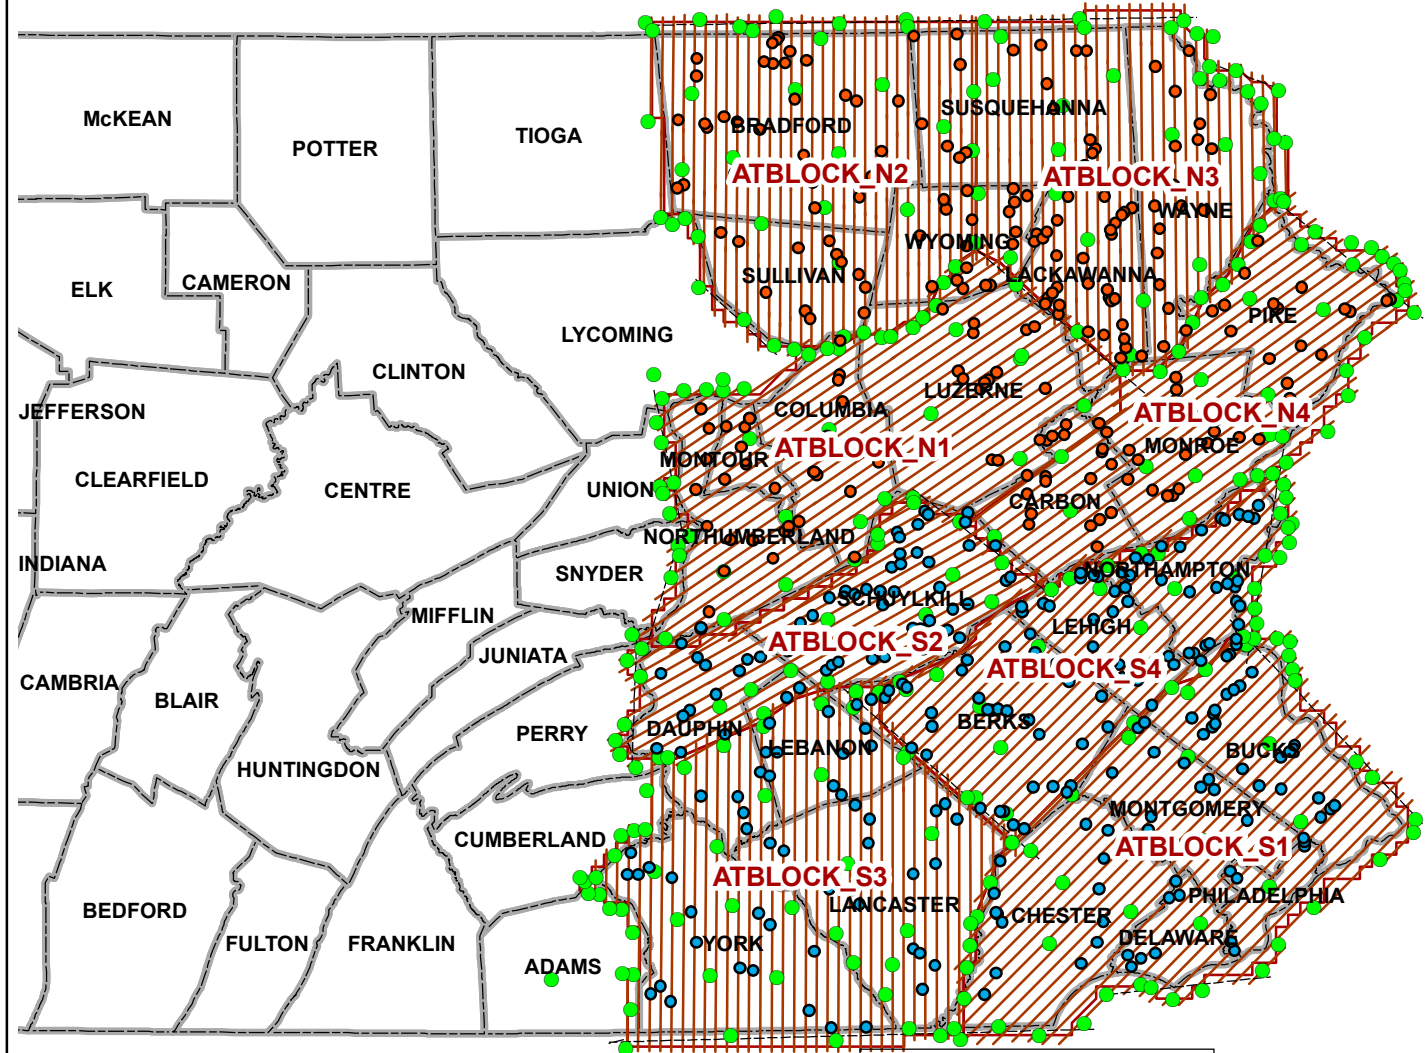 McKEAN
POTTER
TIOGA
BRADFORD
SUSQUEHANNA
ATBLOCK_N2
ATBLOCK_N3
WAYNE
ELK
CAMERON
SULLIVAN
WYOMING
LACKAWANNA
LYCOMING
PIKE
CLINTON
JEFFERSON
COLUMBIA
LUZERNE
ATBLOCK_N4
CLEARFIELD
CENTRE
UNION
MONTOUR
ATBLOCK_N1
MONROE
CARBON
INDIANA
SNYDER
NORTHUMBERLAND
NORTHAMPTON
MIFFLIN
SCHUYLKILL
LEHIGH
CAMBRIA
BLAIR
JUNIATA
ATBLOCK_S2
ATBLOCK_S4
HUNTINGDON
PERRY
DAUPHIN
LEBANON
BERKS
BUCKS
CUMBERLAND
MONTGOMERY
ATBLOCK_S1
BEDFORD
FULTON
FRANKLIN
ATBLOCK_S3
LANCASTER
CHESTER
PHILADELPHIA
ADAMS
YORK
DELAWARE